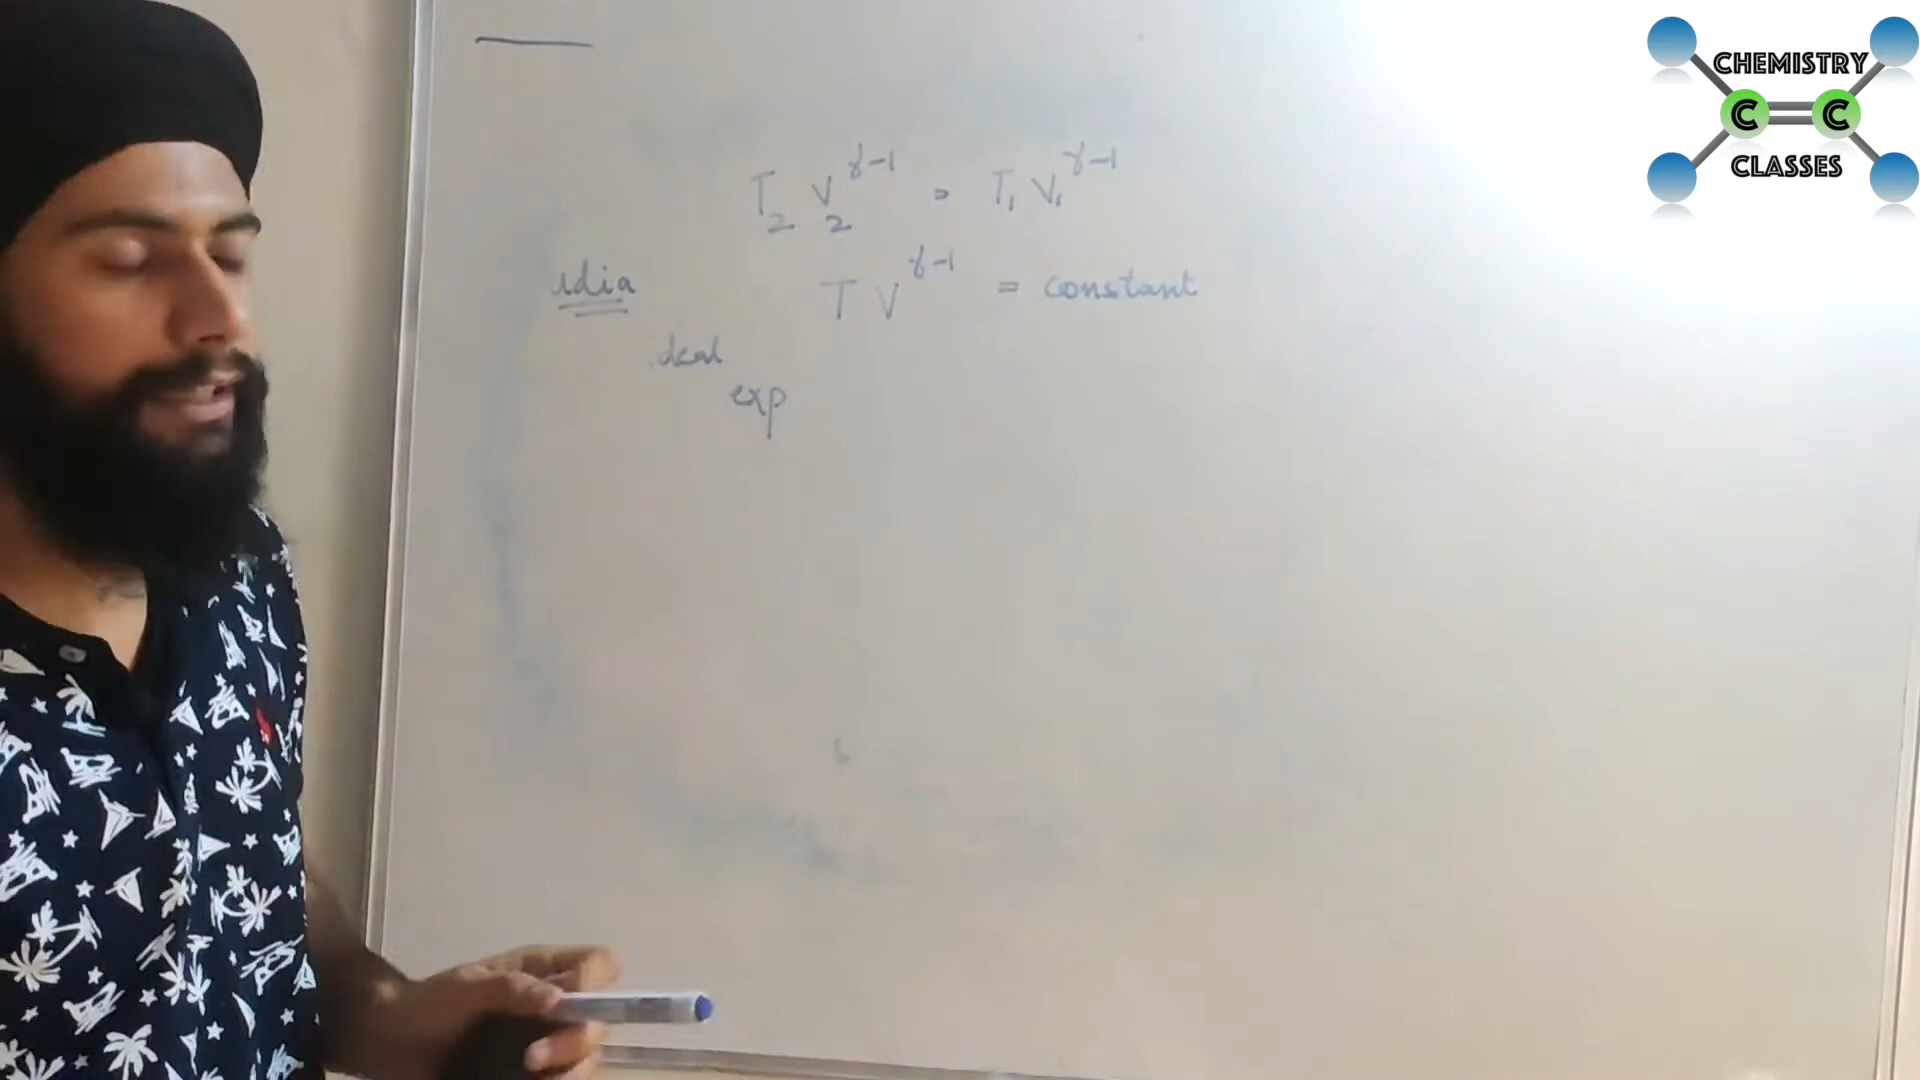 T₂ V₂^γ-1 = T₁ V₁^γ-1
adia T V^γ-1 = constant
ideal
exp
CHEMISTRY
C C
CLASSES